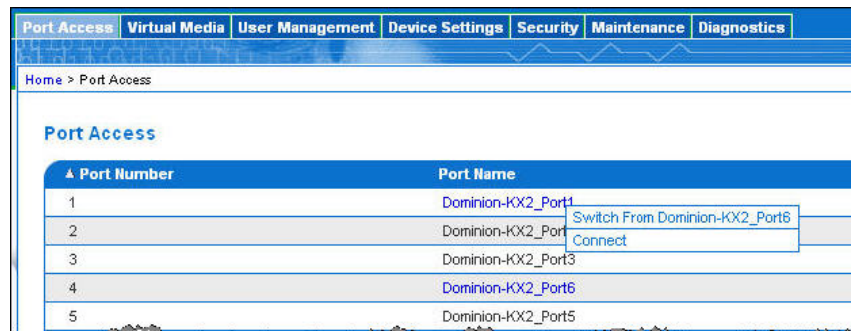 Port Access Virtual Media User Management Device Settings Security Maintenance Diagnostics
Home > Port Access
Port Access
▲ Port Number Port Name
1 Dominion-KX2_Port1
Switch From Dominion-KX2_Port6
2 Dominion-KX2_Port
Connect
3 Dominion-KX2_Port3
4 Dominion-KX2_Port6
5 Dominion-KX2_Port5